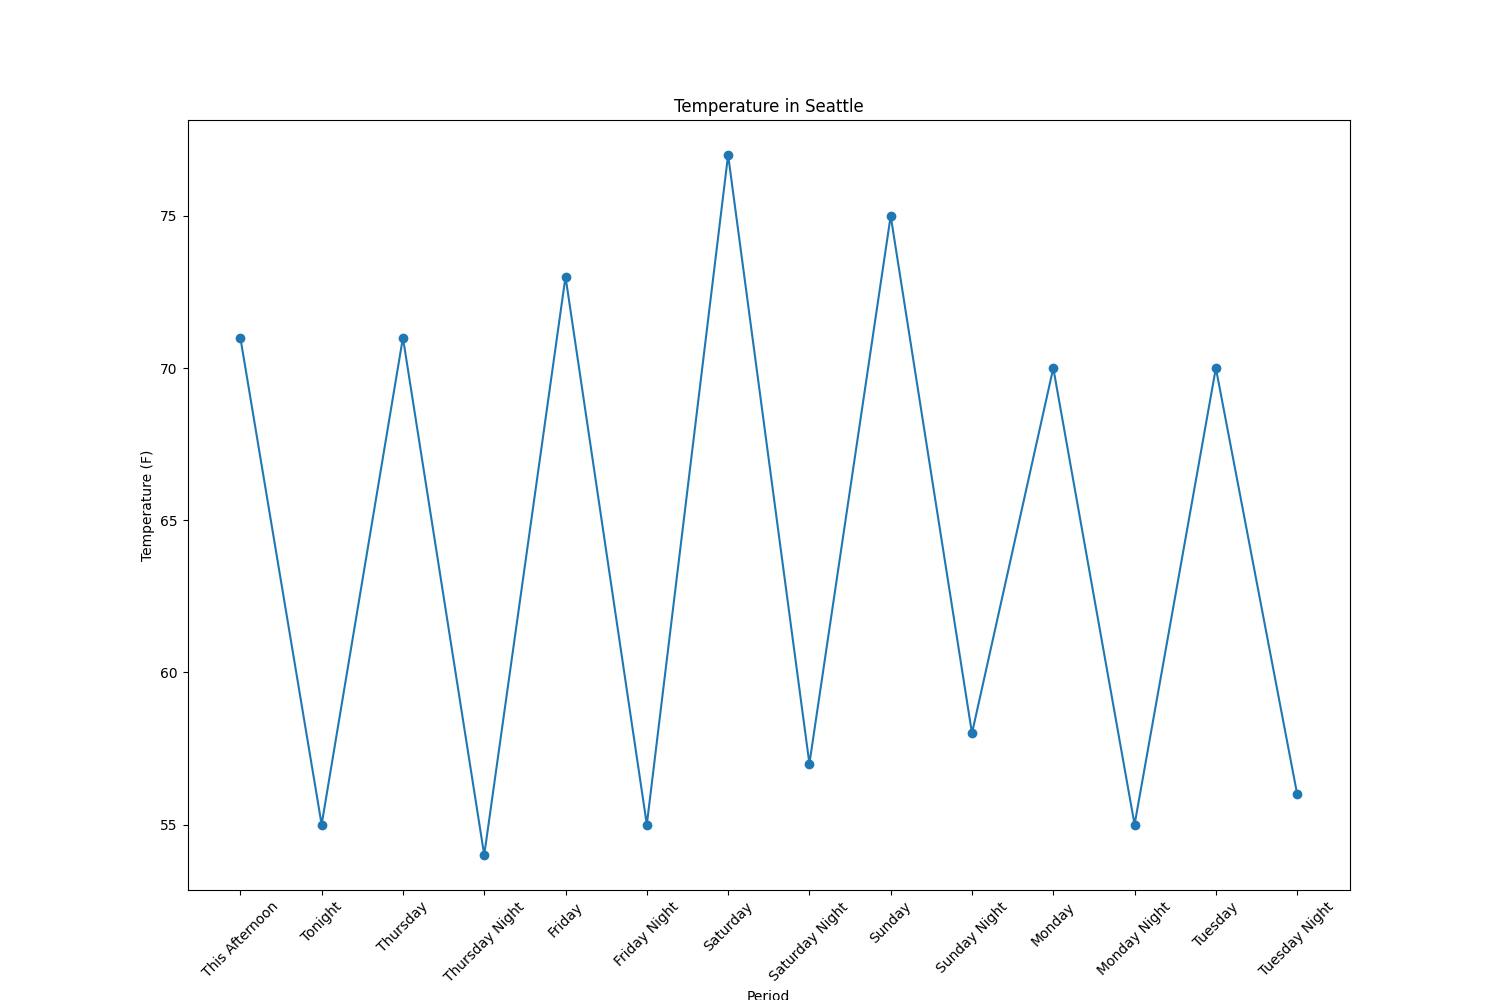 Temperature in Seattle
Temperature (F)
75
70
65
60
55
This Afternoon
Tonight
Thursday
Thursday Night
Friday
Friday Night
Saturday
Saturday Night
Sunday
Sunday Night
Monday
Monday Night
Tuesday
Tuesday Night
Period